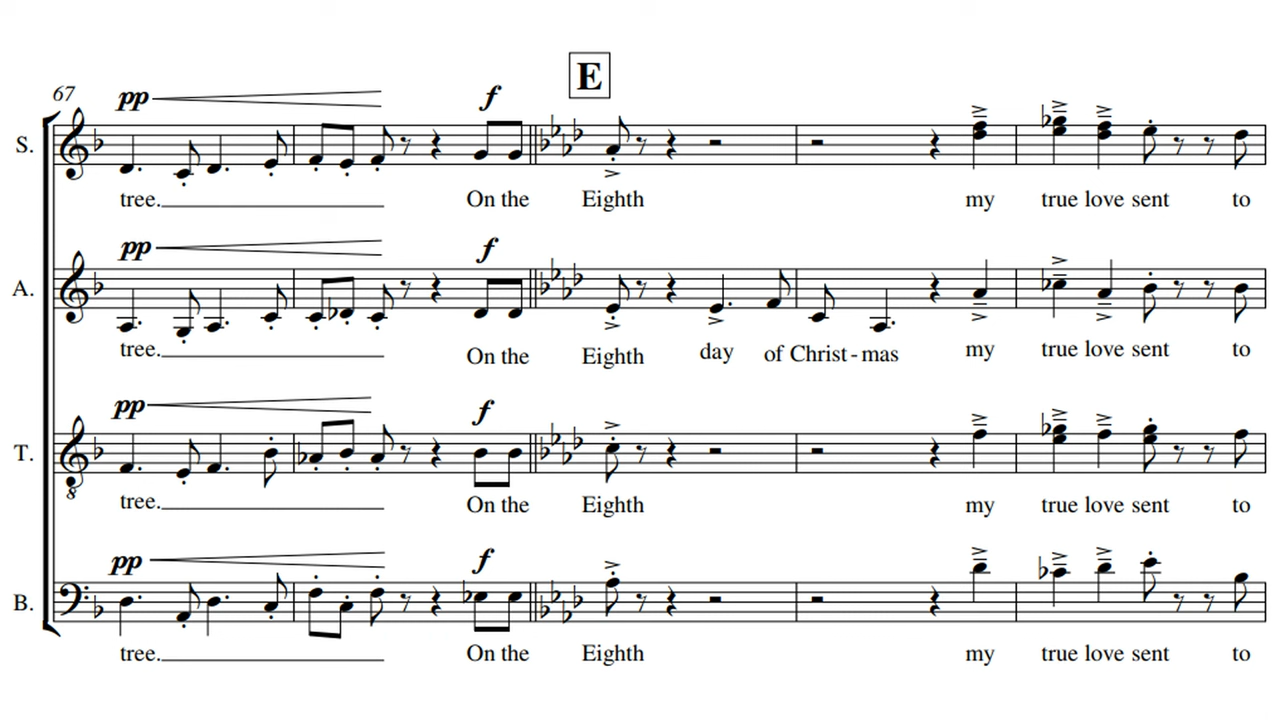 E
67 pp f
S.
tree. On the Eighth my true love sent to
pp f
A.
tree. On the Eighth day of Christ - mas my true love sent to
pp f
T.
8
tree. On the Eighth my true love sent to
pp f
B.
tree. On the Eighth my true love sent to